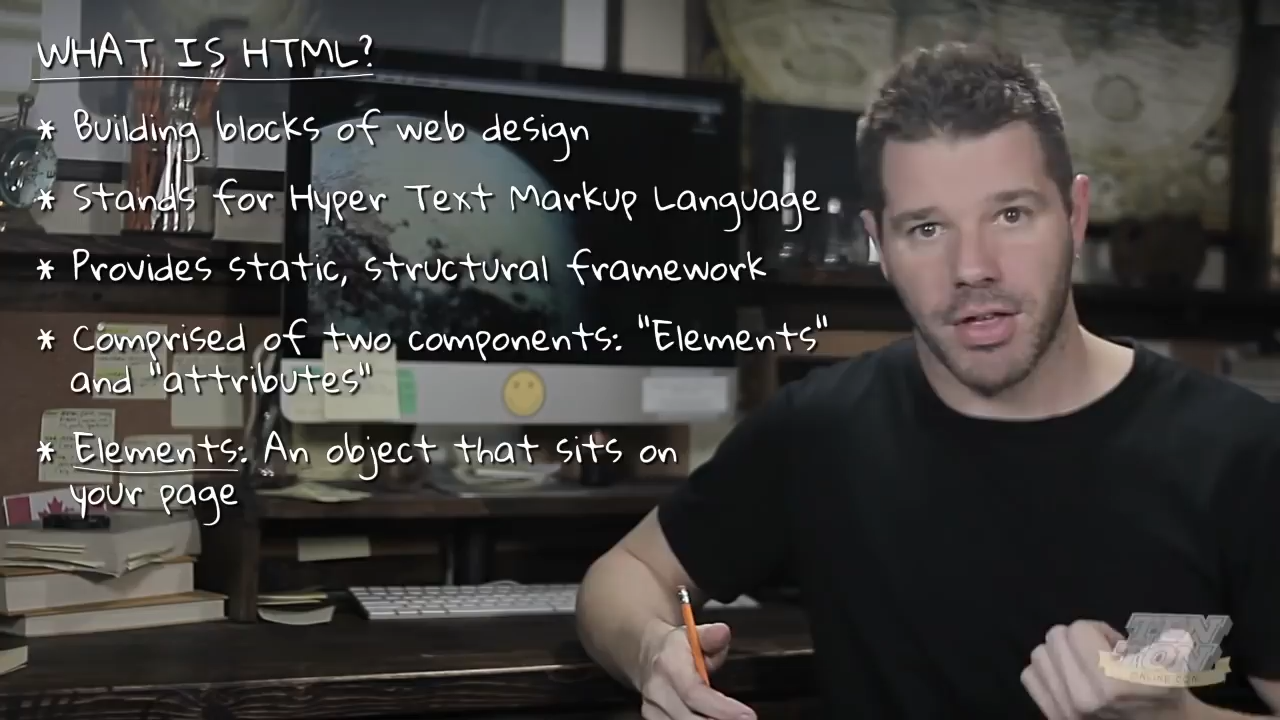 WHAT IS HTML?
* Building blocks of web design
* Stands for Hyper Text Markup Language
* Provides static, structural framework
* Comprised of two components: "Elements"
and "attributes"
* Elements: An object that sits on
your page